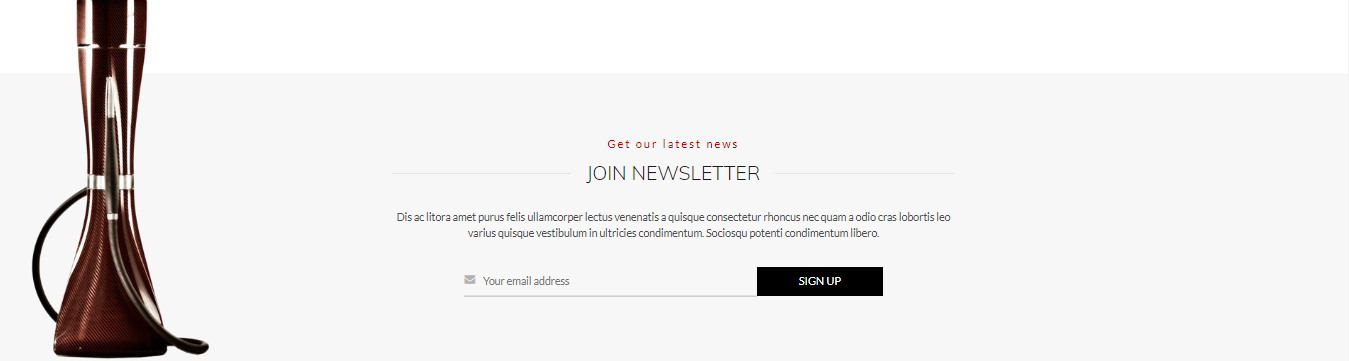 Get our latest news
JOIN NEWSLETTER
Dis ac litora amet purus felis ullamcorper lectus venenatis a quisque consectetur rhoncus nec quam a odio cras lobortis leo
varius quisque vestibulum in ultricies condimentum. Sociosqu potenti condimentum libero.
Your email address
SIGN UP